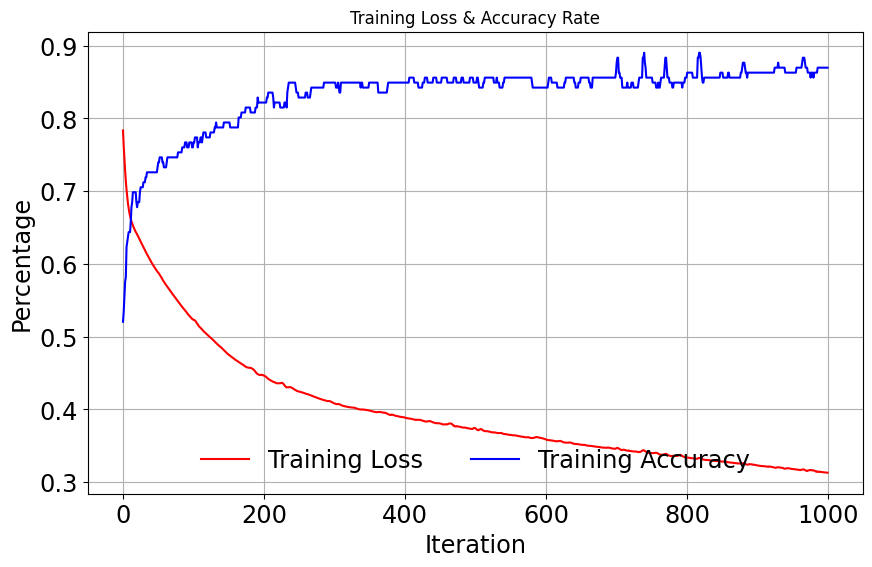 Training Loss & Accuracy Rate
0.9
0.8
0.7
0.6
0.5
0.4
0.3
Percentage
Training Loss
Training Accuracy
0 200 400 600 800 1000
Iteration